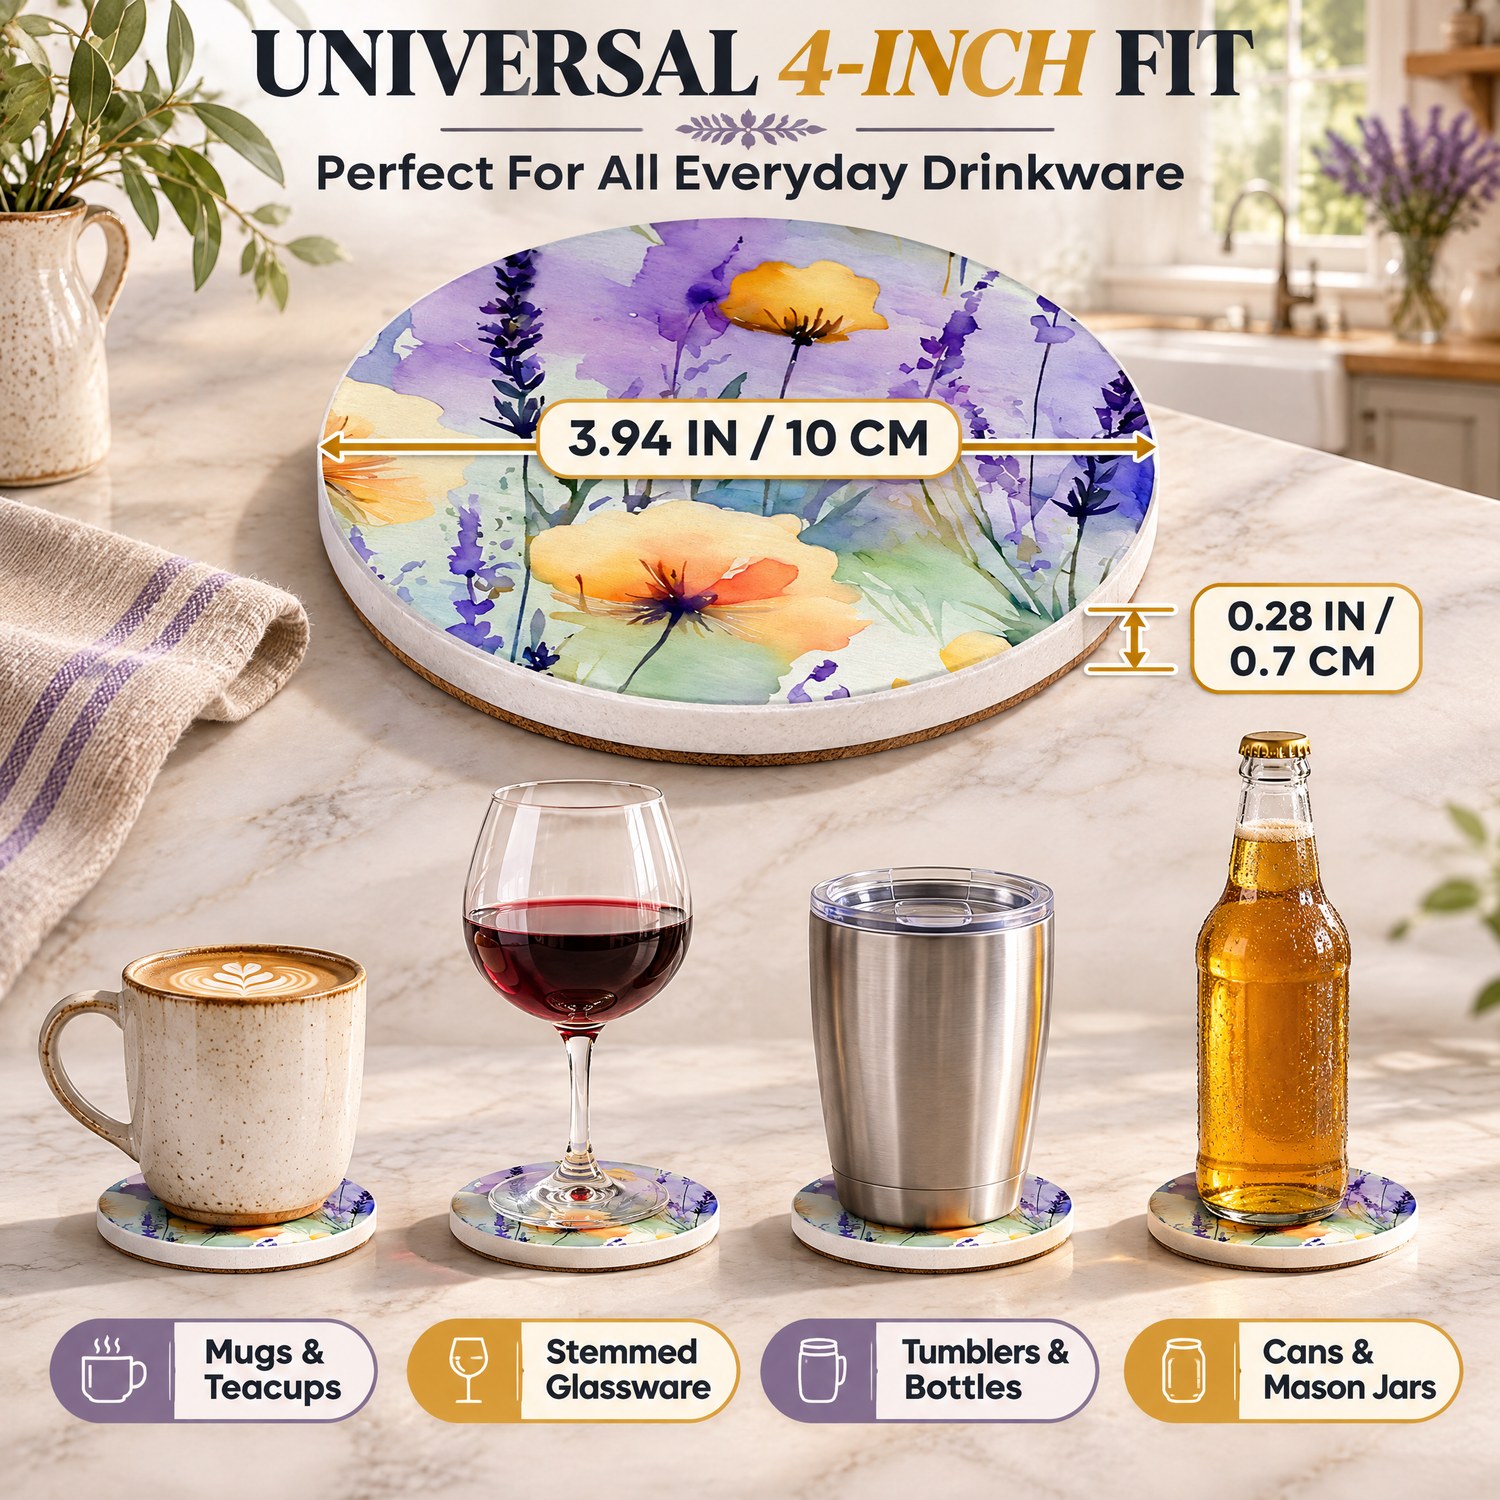 UNIVERSAL 4-INCH FIT
Perfect For All Everyday Drinkware
3.94 IN / 10 CM
0.28 IN /
0.7 CM
Mugs &
Teacups
Stemmed
Glassware
Tumblers &
Bottles
Cans &
Mason Jars